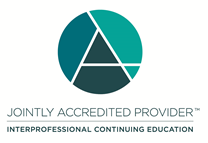 JOINTLY ACCREDITED PROVIDER™
INTERPROFESSIONAL CONTINUING EDUCATION